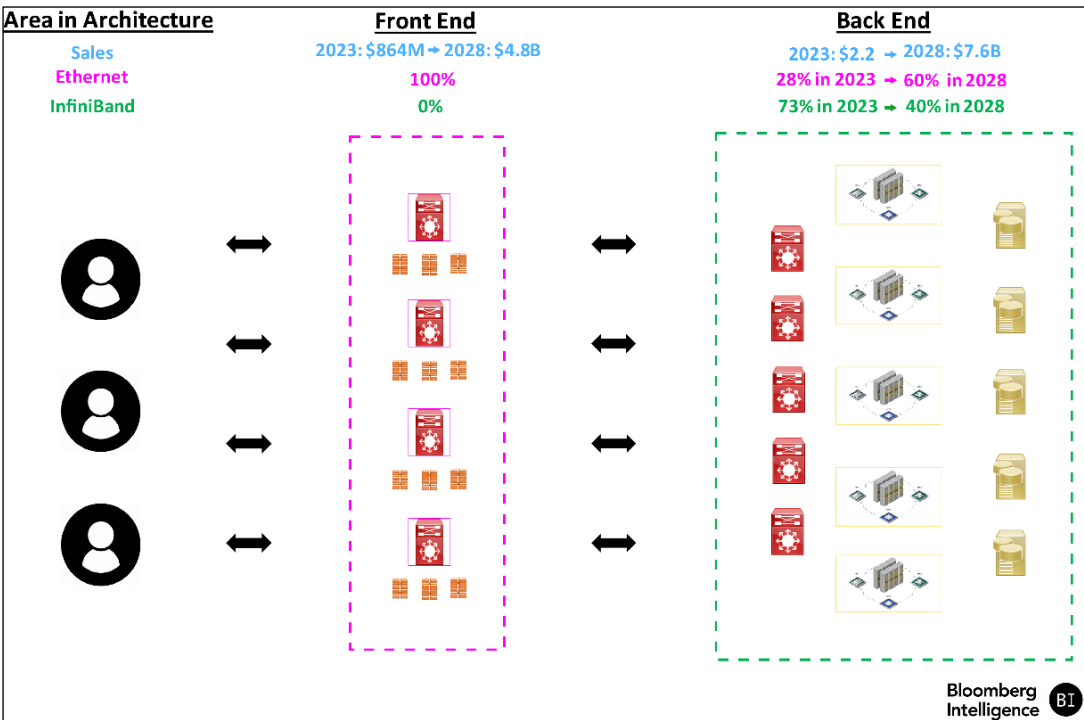 Area in Architecture Front End Back End
Sales 2023: $864M → 2028: $4.8B 2023: $2.2 → 2028: $7.6B
Ethernet 100% 28% in 2023 → 60% in 2028
InfiniBand 0% 73% in 2023 → 40% in 2028
Bloomberg
Intelligence BI